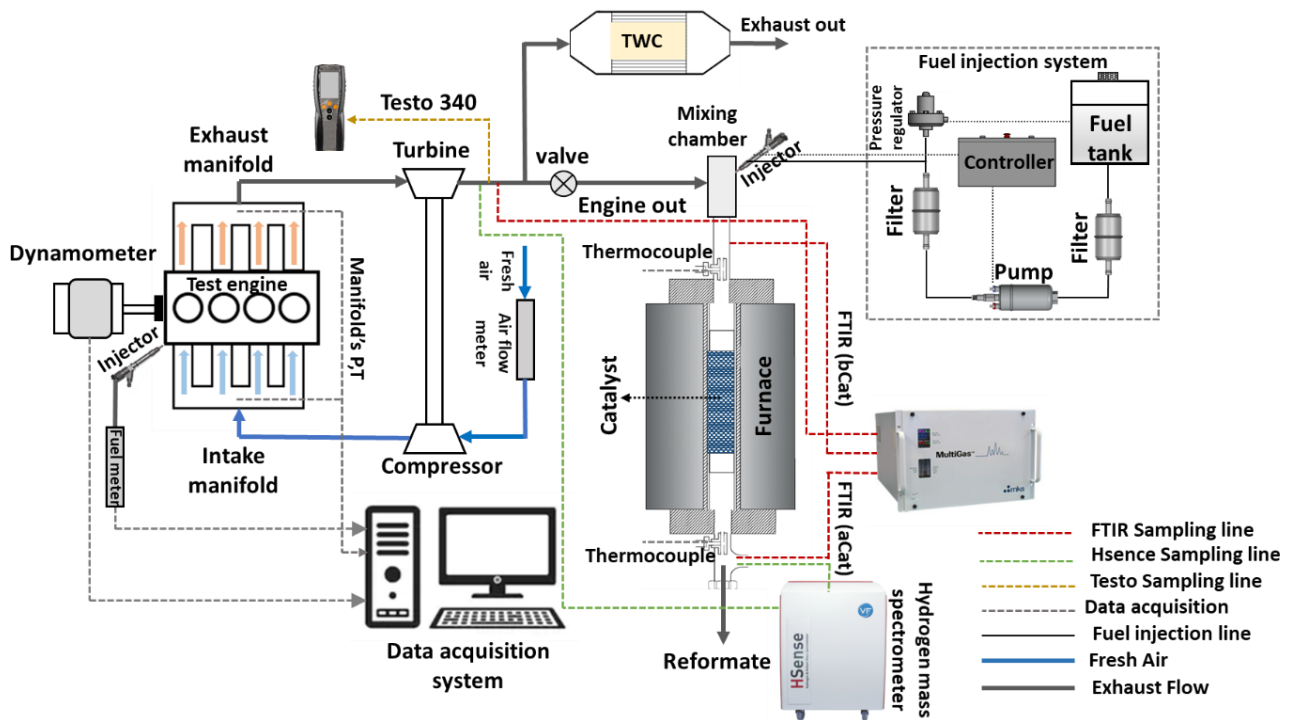 TWC
Exhaust out
Fuel injection system
Testo 340
Exhaust
manifold
Turbine
valve
Engine out
Mixing
chamber
Injector
Pressure
regulator
Controller
Fuel
tank
Filter
Filter
Pump
Dynamometer
Test engine
Injector
Manifold's P,T
Fresh
air
Air flow
meter
Thermocouple
Catalyst
Furnace
FTIR (bCat)
Fuel meter
Intake
manifold
Compressor
MultiGas
mks
Thermocouple
FTIR (aCat)
Data acquisition
system
Reformate
HSense
VF
Hydrogen mass
spectrometer
FTIR Sampling line
Hsence Sampling line
Testo Sampling line
Data acquisition
Fuel injection line
Fresh Air
Exhaust Flow